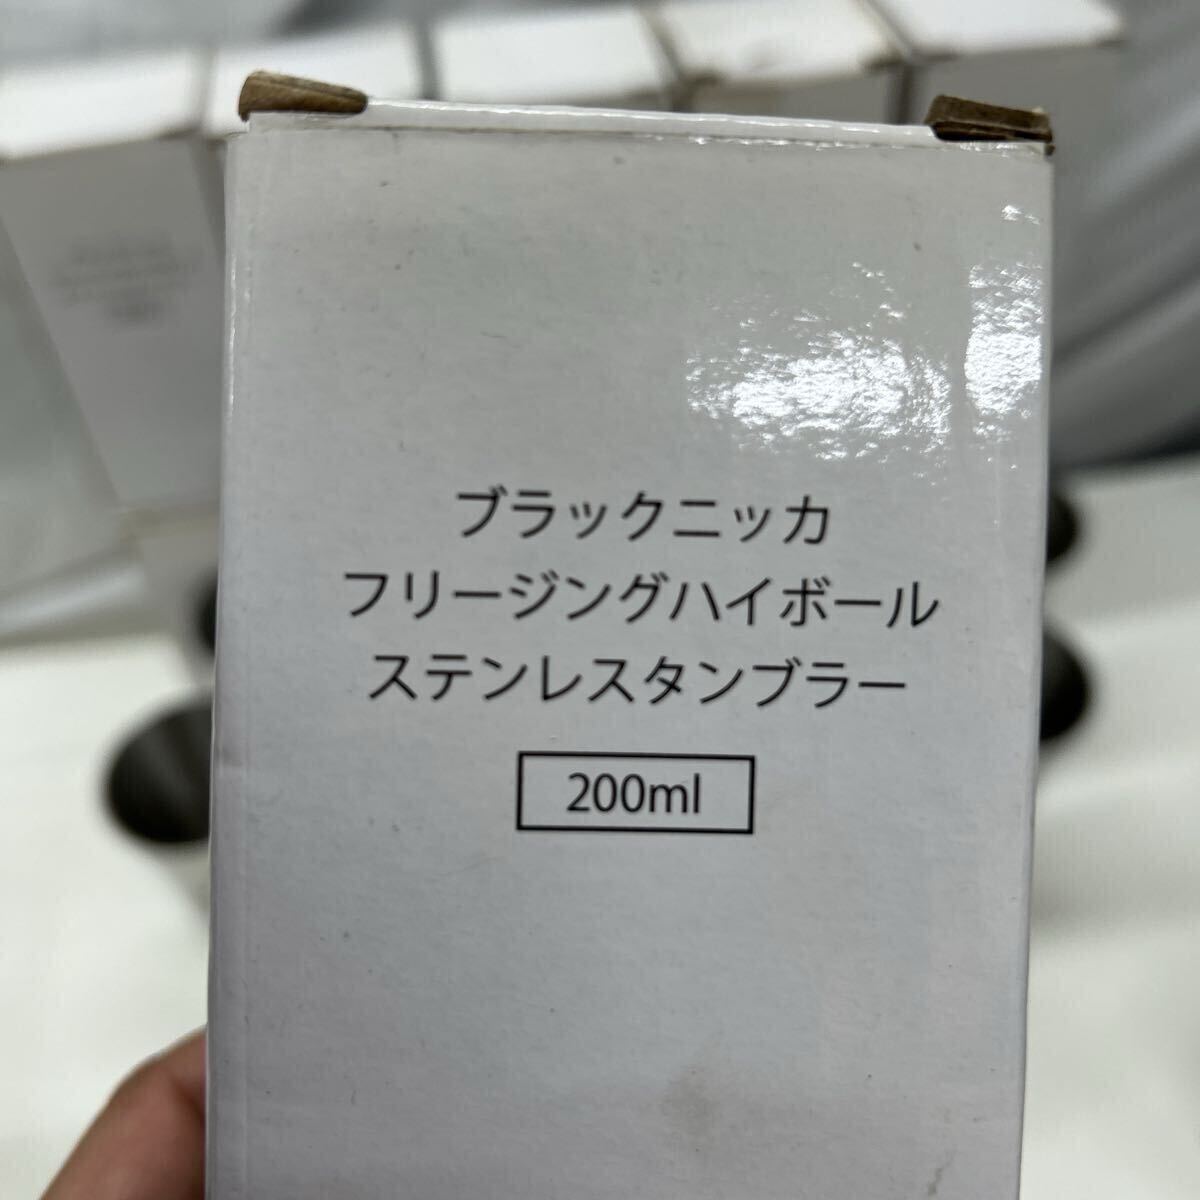 ブラックニッカ
フリージングハイボール
ステンレスタンブラー
200ml